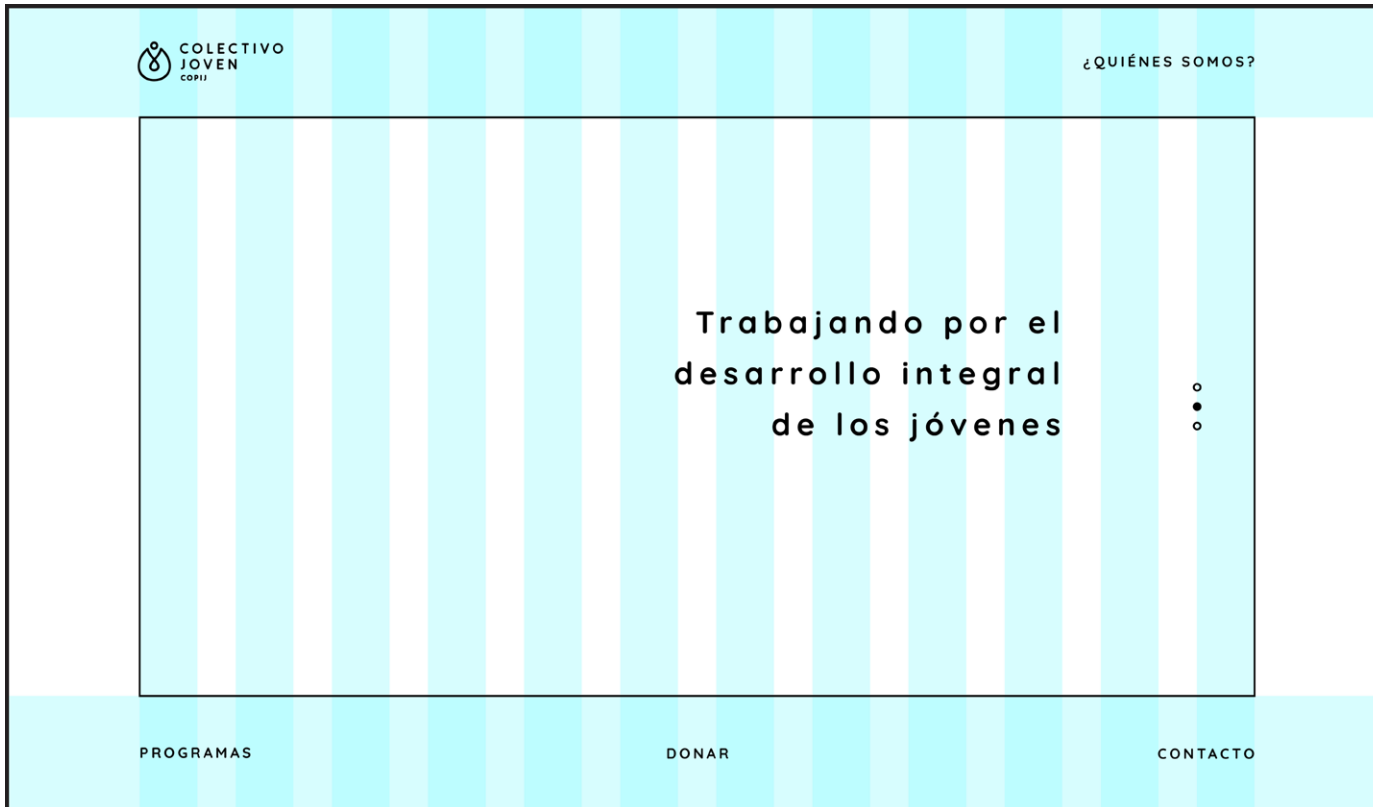 COLECTIVO
JOVEN
COPIJ
¿QUIÉNES SOMOS?
Trabajando por el
desarrollo integral
de los jóvenes
PROGRAMAS
DONAR
CONTACTO